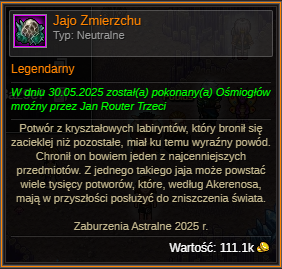 Jajo Zmierzchu
Typ: Neutralne
Legendarny
W dniu 30.05.2025 został(a) pokonany(a) Ośmiogłów
mroźny przez Jan Router Trzeci
Potwór z kryształowych labiryntów, który bronił się
zacieklej niż pozostałe, miał ku temu wyraźny powód.
Chronił on bowiem jeden z najcenniejszych
przedmiotów. Z jednego takiego jaja może powstać
wiele tysięcy potworów, które, według Akerenosa,
mają w przyszłości posłużyć do zniszczenia świata.
Zaburzenia Astralne 2025 r.
Wartość: 111.1k